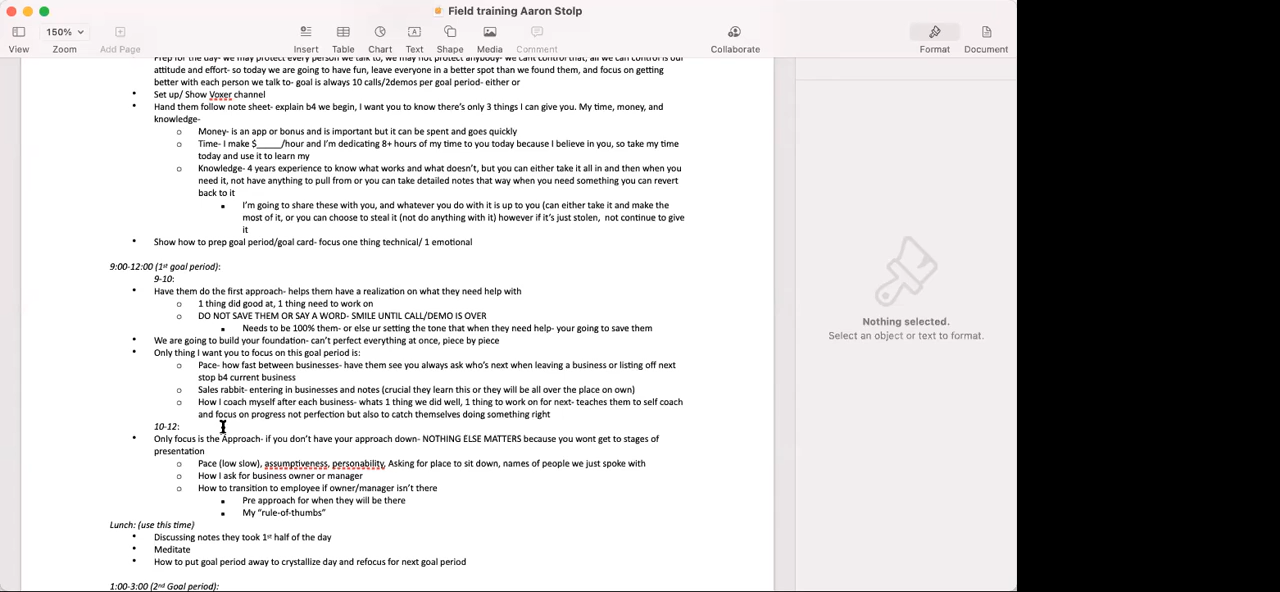 Field training Aaron Stolp
150%
View
Zoom
Add Page
Insert
Table
Chart
Text
Shape
Media
Comment
Collaborate
Format
Document
Prep for the day- we may protect every person we talk to, we may not protect anybody- we cant control that, all we can control is our
attitude and effort- so today we are going to have fun, leave everyone in a better spot than we found them, and focus on getting
better with each person we talk to- goal is always 10 calls/2demos per goal period- either or
• Set up/ Show Voxer channel
• Hand them follow note sheet- explain b4 we begin, I want you to know there's only 3 things I can give you. My time, money, and
knowledge-
o Money- is an app or bonus and is important but it can be spent and goes quickly
o Time- I make $_____/hour and I'm dedicating 8+ hours of my time to you today because I believe in you, so take my time
today and use it to learn my
o Knowledge- 4 years experience to know what works and what doesn't, but you can either take it all in and then when you
need it, not have anything to pull from or you can take detailed notes that way when you need something you can revert
back to it
▪ I'm going to share these with you, and whatever you do with it is up to you (can either take it and make the
most of it, or you can choose to steal it (not do anything with it) however if it's just stolen, not continue to give
it
• Show how to prep goal period/goal card- focus one thing technical/ 1 emotional
9:00-12:00 (1st goal period):
9-10:
• Have them do the first approach- helps them have a realization on what they need help with
o 1 thing did good at, 1 thing need to work on
o DO NOT SAVE THEM OR SAY A WORD- SMILE UNTIL CALL/DEMO IS OVER
▪ Needs to be 100% them- or else ur setting the tone that when they need help- your going to save them
• We are going to build your foundation- can't perfect everything at once, piece by piece
• Only thing I want you to focus on this goal period is:
o Pace- how fast between businesses- have them see you always ask who's next when leaving a business or listing off next
stop b4 current business
o Sales rabbit- entering in businesses and notes (crucial they learn this or they will be all over the place on own)
o How I coach myself after each business- whats 1 thing we did well, 1 thing to work on for next- teaches them to self coach
and focus on progress not perfection but also to catch themselves doing something right
10-12:
• Only focus is the Approach- if you don't have your approach down- NOTHING ELSE MATTERS because you wont get to stages of
presentation
o Pace (low slow), assumptiveness, personability, Asking for place to sit down, names of people we just spoke with
o How I ask for business owner or manager
o How to transition to employee if owner/manager isn't there
▪ Pre approach for when they will be there
▪ My "rule-of-thumbs"
Lunch: (use this time)
• Discussing notes they took 1st half of the day
• Meditate
• How to put goal period away to crystallize day and refocus for next goal period
1:00-3:00 (2nd Goal period):
Nothing selected.
Select an object or text to format.